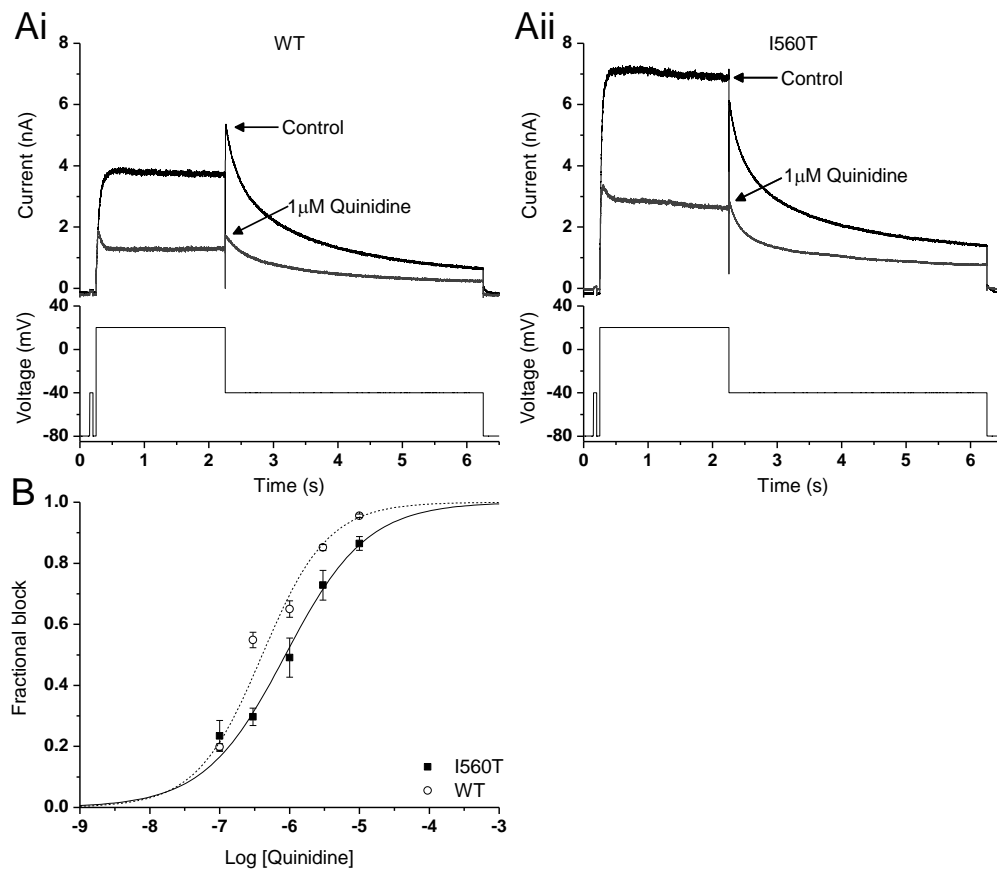 Ai
WT
8
6
4
2
0
Current (nA)
Control
1μM Quinidine
40
0
-40
-80
Voltage (mV)
0 1 2 3 4 5 6
Time (s)
Aii
I560T
8
6
4
2
0
Current (nA)
Control
1μM Quinidine
40
0
-40
-80
Voltage (mV)
0 1 2 3 4 5 6
Time (s)
B
1.0
0.8
0.6
0.4
0.2
0.0
Fractional block
I560T
WT
-9 -8 -7 -6 -5 -4 -3
Log [Quinidine]